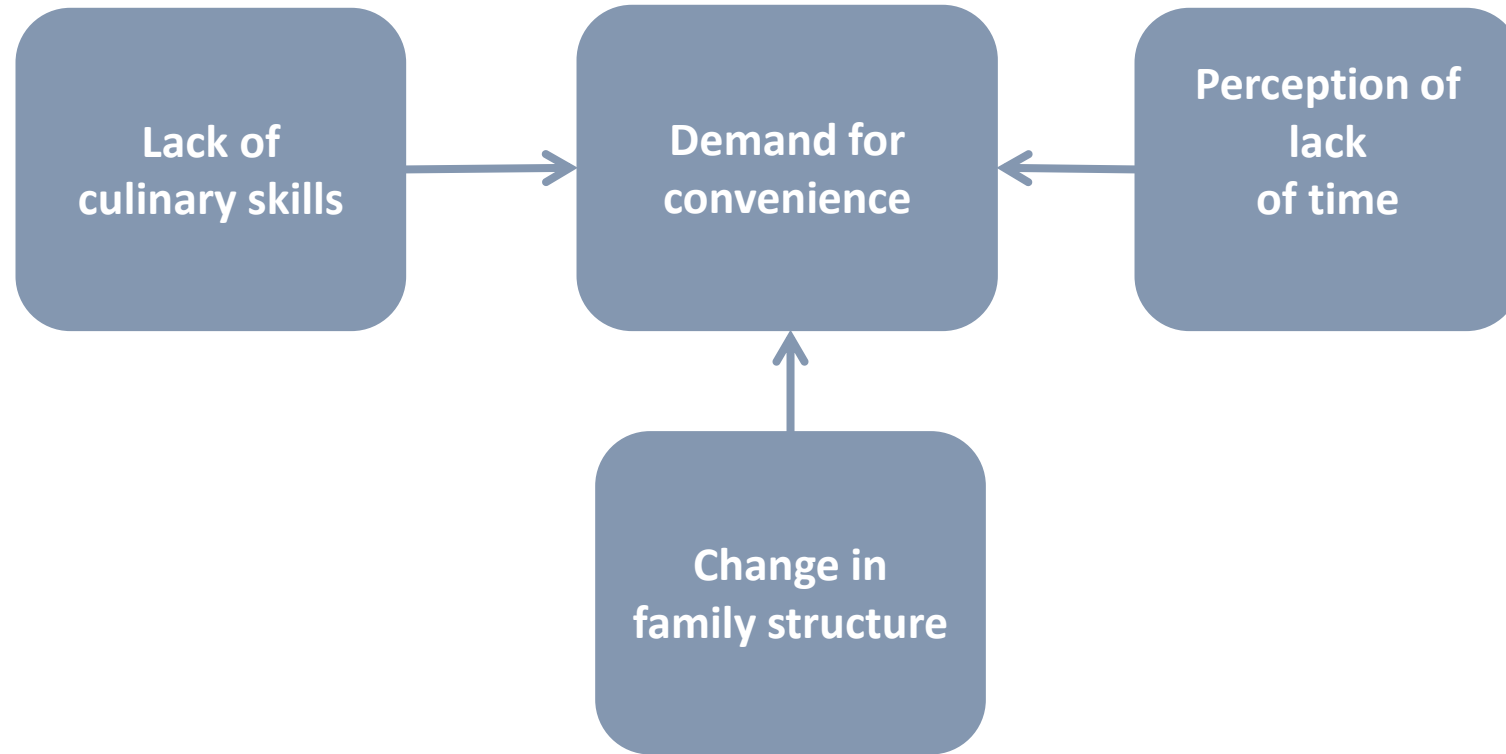 Lack of
culinary skills
Demand for
convenience
Perception of
lack
of time
Change in
family structure